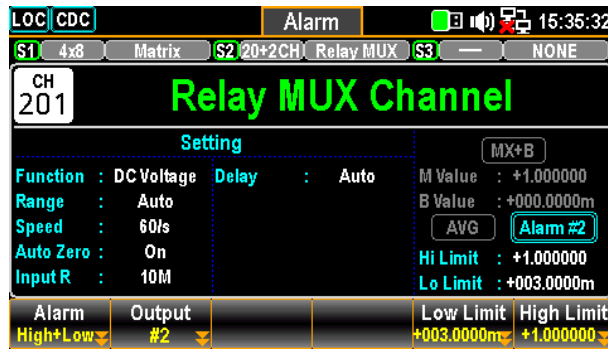 LOC CDC Alarm 15:35:32
S1 4x8 Matrix S2 20+2CH Relay MUX S3 — NONE
CH 201 Relay MUX Channel
Setting MX+B
Function : DC Voltage Delay : Auto M Value : +1.000000
Range : Auto B Value : +000.0000m
Speed : 60/s AVG Alarm #2
Auto Zero : On Hi Limit : +1.000000
Input R : 10M Lo Limit : +003.0000m
Alarm Output Low Limit High Limit
High+Low #2 +003.0000m +1.000000